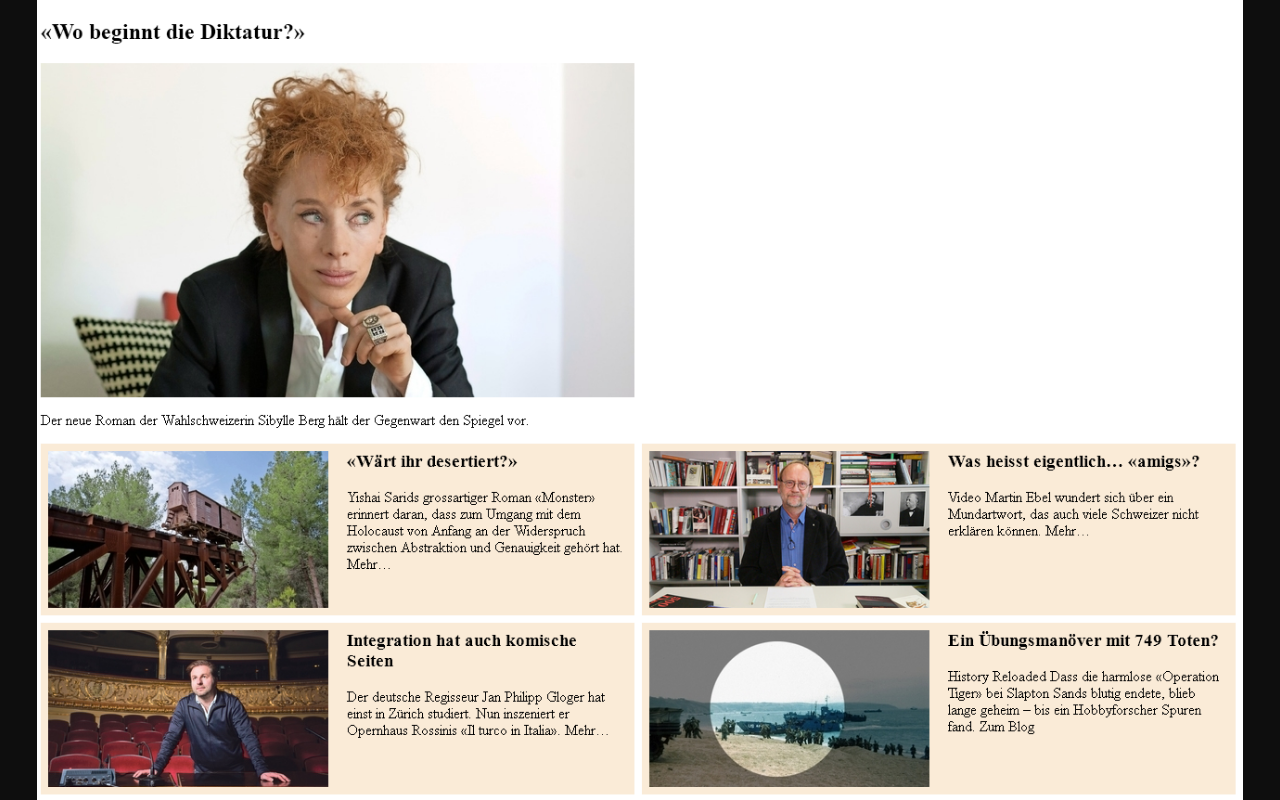 «Wo beginnt die Diktatur?»
Der neue Roman der Wahlschweizerin Sibylle Berg hält der Gegenwart den Spiegel vor.
«Wärt ihr desertiert?»
Yishai Sarids grossartiger Roman «Monster»
erinnert daran, dass zum Umgang mit dem
Holocaust von Anfang an der Widerspruch
zwischen Abstraktion und Genauigkeit gehört hat.
Mehr…
Was heisst eigentlich… «amigs»?
Video Martin Ebel wundert sich über ein
Mundartwort, das auch viele Schweizer nicht
erklären können. Mehr…
Integration hat auch komische
Seiten
Der deutsche Regisseur Jan Philipp Gloger hat
einst in Zürich studiert. Nun inszeniert er
Opernhaus Rossinis «Il turco in Italia». Mehr…
Ein Übungsmanöver mit 749 Toten?
History Reloaded Dass die harmlose «Operation
Tiger» bei Slapton Sands blutig endete, blieb
lange geheim – bis ein Hobbyforscher Spuren
fand. Zum Blog